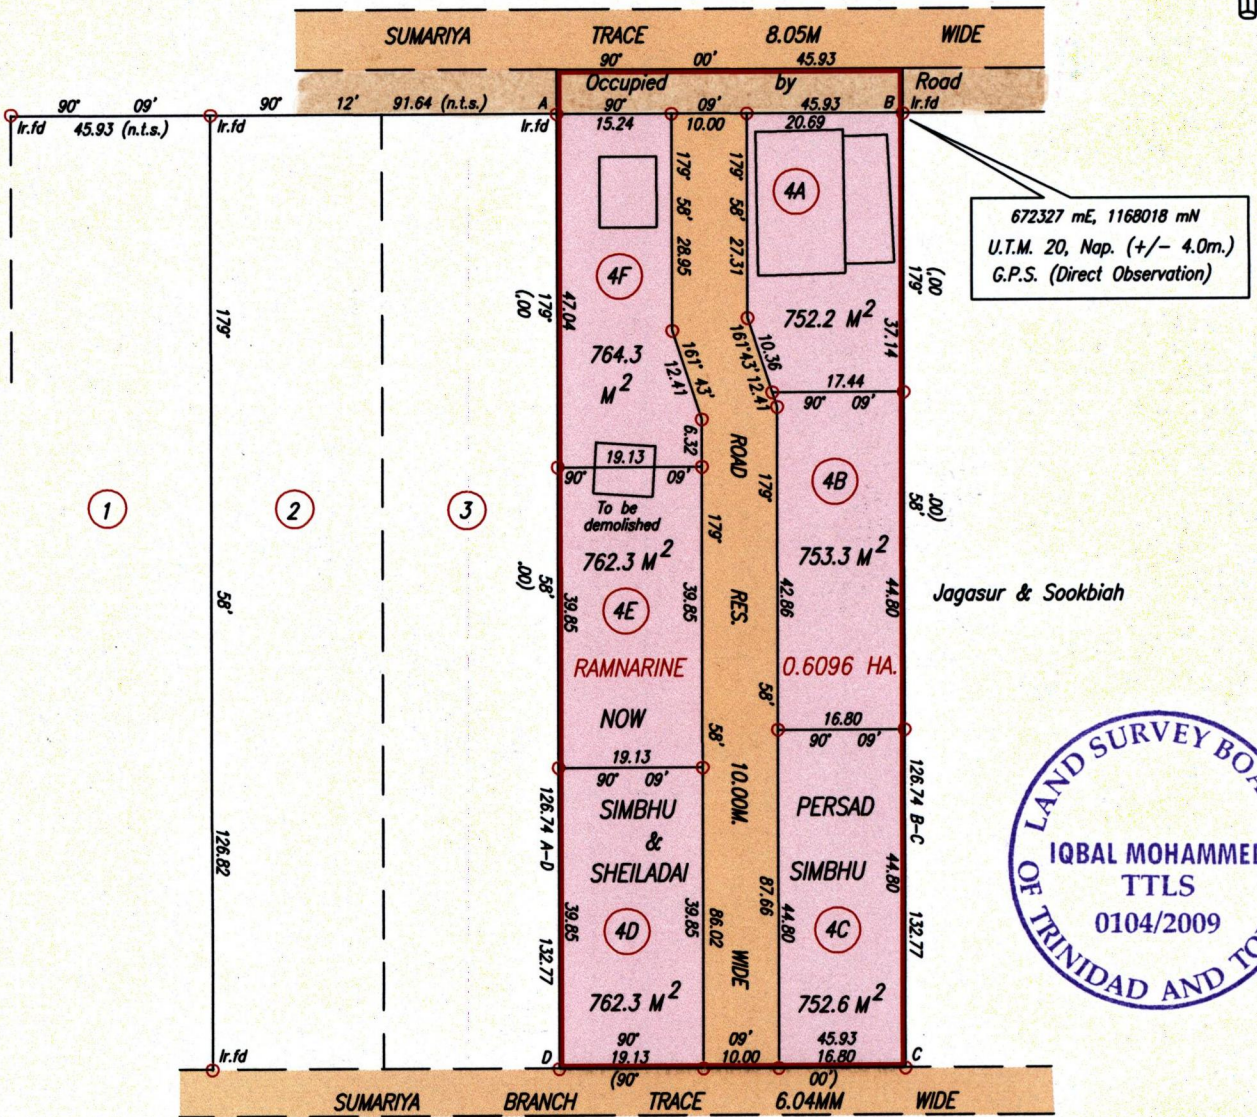 SUMARIYA TRACE 8.05M WIDE
90° 00' 45.93
Occupied by Road
90° 09' 90° 12' 91.64 (n.t.s.) A 90° 09' 45.93 B Ir.fd
Ir.fd 45.93 (n.t.s.) Ir.fd Ir.fd 15.24 10.00 20.69
179° 58' 28.95
179° 58' 27.31
4A
672327 mE, 1168018 mN
U.T.M. 20, Nap. (+/- 4.0m.)
G.P.S. (Direct Observation)
4F
179° 58' 126.82
47.04
179° 58'
(.00 .00)
752.2 M2
37.14
179° 58'
(.00 .00)
764.3
M2
161° 43'
12.41
10.36
161°43' 12.41
17.44
90° 09'
6.32
19.13
90° 09'
To be
demolished
ROAD RES. 10.00M. WIDE
179° 58' 86.02
179° 58' 87.66
1
2
3
4B
762.3 M2
753.3 M2
39.85
39.85
42.86
44.80
Jagasur & Sookbiah
4E
RAMNARINE 0.6096 HA.
NOW
16.80
90° 09'
19.13
90° 09'
126.74 A-D
126.74 B-C
SIMBHU
&
SHEILADAI
PERSAD
SIMBHU
39.85
39.85
44.80
44.80
132.77
132.77
4D
4C
762.3 M2
752.6 M2
LAND SURVEY
OF TRINIDAD AND
IQBAL MOHAMME
TTLS
0104/2009
90° 09' 45.93
Ir.fd D 19.13 10.00 16.80 C
(90° 00')
SUMARIYA BRANCH TRACE 6.04MM WIDE